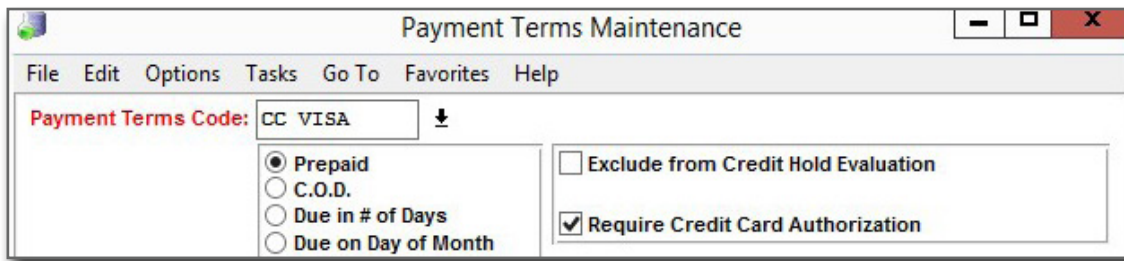 Payment Terms Maintenance
X
File Edit Options Tasks Go To Favorites Help
Payment Terms Code: CC VISA
Prepaid
Exclude from Credit Hold Evaluation
C.O.D.
Due in # of Days
Require Credit Card Authorization
Due on Day of Month